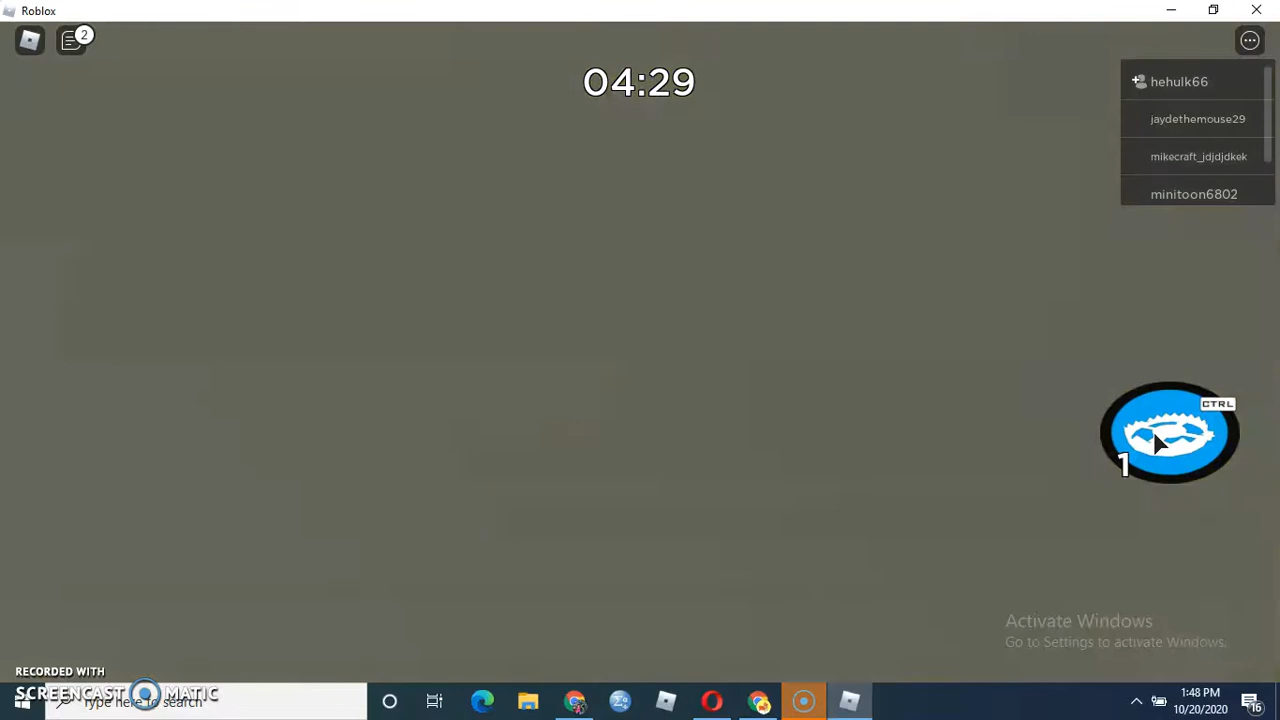 Roblox
2
04:29
hehulk66
jaydethemouse29
mikecraft_jdjdjdkek
minitoon6802
CTRL
1
Activate Windows
Go to Settings to activate Windows.
RECORDED WITH
SCREENCAST MATIC
Type here to search
1:48 PM
10/20/2020
16